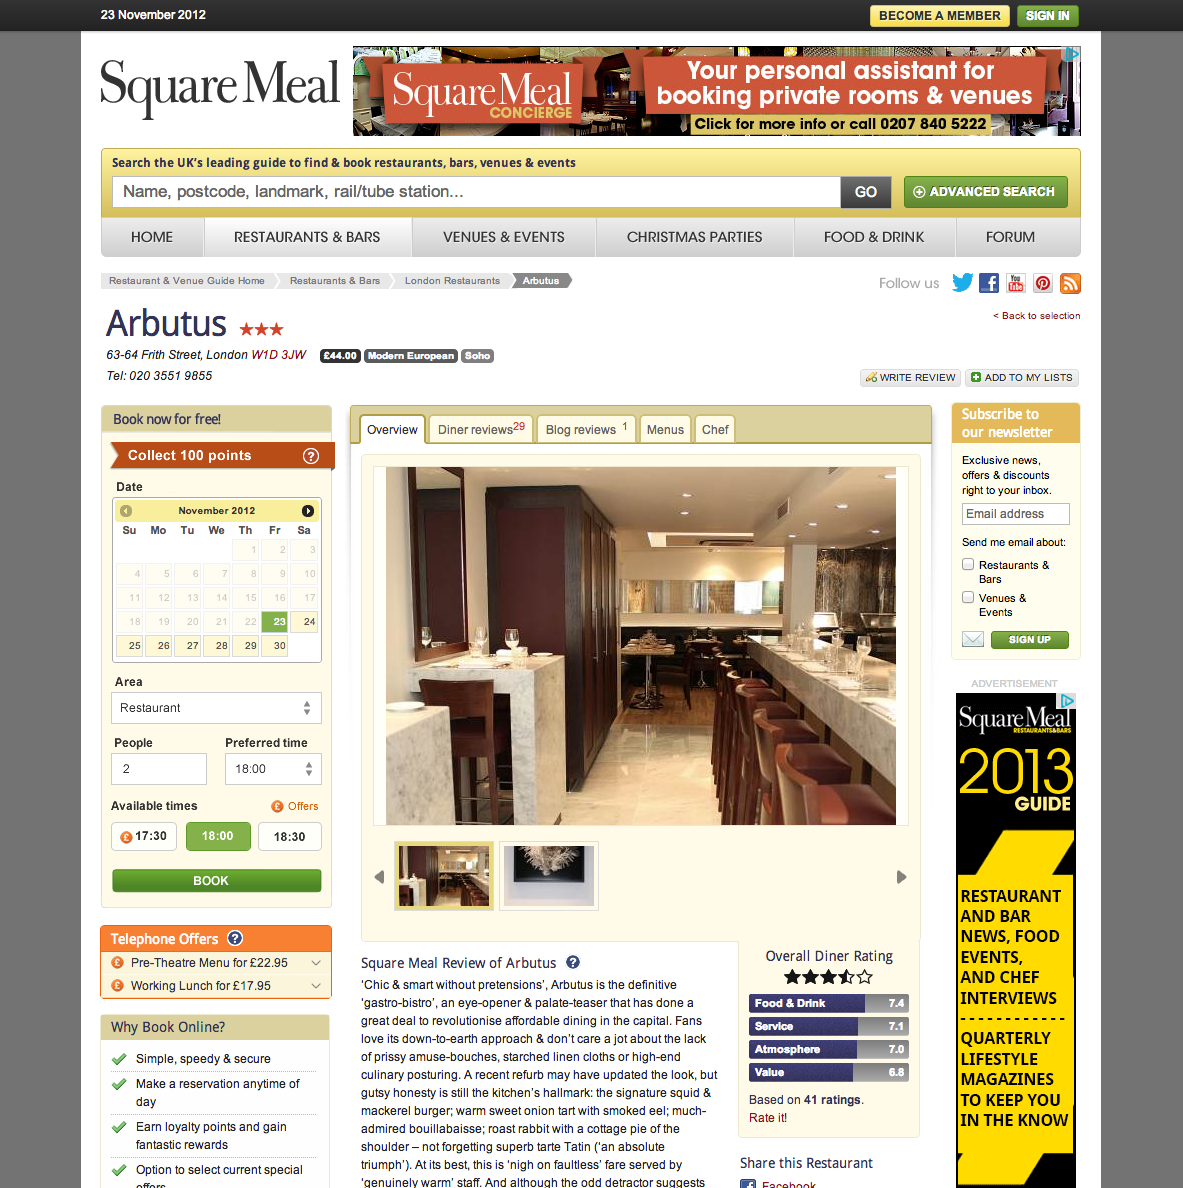 23 November 2012
BECOME A MEMBER
SIGN IN
Square Meal
Square Meal
CONCIERGE
Your personal assistant for
booking private rooms & venues
Click for more info or call 0207 840 5222
Search the UK's leading guide to find & book restaurants, bars, venues & events
Name, postcode, landmark, rail/tube station...
GO
ADVANCED SEARCH
HOME
RESTAURANTS & BARS
VENUES & EVENTS
CHRISTMAS PARTIES
FOOD & DRINK
FORUM
Restaurant & Venue Guide Home
Restaurants & Bars
London Restaurants
Arbutus
Follow us
You Tube
Arbutus
< Back to selection
63-64 Frith Street, London W1D 3JW
£44.00
Modern European
Soho
Tel: 020 3551 9855
WRITE REVIEW
ADD TO MY LISTS
Book now for free!
Collect 100 points
?
Date
November 2012
Su Mo Tu We Th Fr Sa
1 2 3
4 5 6 7 8 9 10
11 12 13 14 15 16 17
18 19 20 21 22 23 24
25 26 27 28 29 30
Area
Restaurant
People
Preferred time
2
18:00
Available times
£ Offers
£ 17:30
18:00
18:30
BOOK
Telephone Offers ?
£ Pre-Theatre Menu for £22.95
£ Working Lunch for £17.95
Why Book Online?
Simple, speedy & secure
Make a reservation anytime of
day
Earn loyalty points and gain
fantastic rewards
Option to select current special
offers
Overview
Diner reviews 29
Blog reviews 1
Menus
Chef
Square Meal Review of Arbutus ?
'Chic & smart without pretensions', Arbutus is the definitive
'gastro-bistro', an eye-opener & palate-teaser that has done a
great deal to revolutionise affordable dining in the capital. Fans
love its down-to-earth approach & don't care a jot about the lack
of prissy amuse-bouches, starched linen cloths or high-end
culinary posturing. A recent refurb may have updated the look, but
gutsy honesty is still the kitchen's hallmark: the signature squid &
mackerel burger; warm sweet onion tart with smoked eel; much-
admired bouillabaisse; roast rabbit with a cottage pie of the
shoulder – not forgetting superb tarte Tatin ('an absolute
triumph'). At its best, this is 'nigh on faultless' fare served by
'genuinely warm' staff. And although the odd detractor suggests
Overall Diner Rating
Food & Drink 7.4
Service 7.1
Atmosphere 7.0
Value 6.8
Based on 41 ratings.
Rate it!
Share this Restaurant
Facebook
Subscribe to
our newsletter
Exclusive news,
offers & discounts
right to your inbox.
Email address
Send me email about:
Restaurants &
Bars
Venues &
Events
SIGN UP
ADVERTISEMENT
Square Meal
RESTAURANTS&BARS
2013
GUIDE
RESTAURANT
AND BAR
NEWS, FOOD
EVENTS,
AND CHEF
INTERVIEWS
QUARTERLY
LIFESTYLE
MAGAZINES
TO KEEP YOU
IN THE KNOW